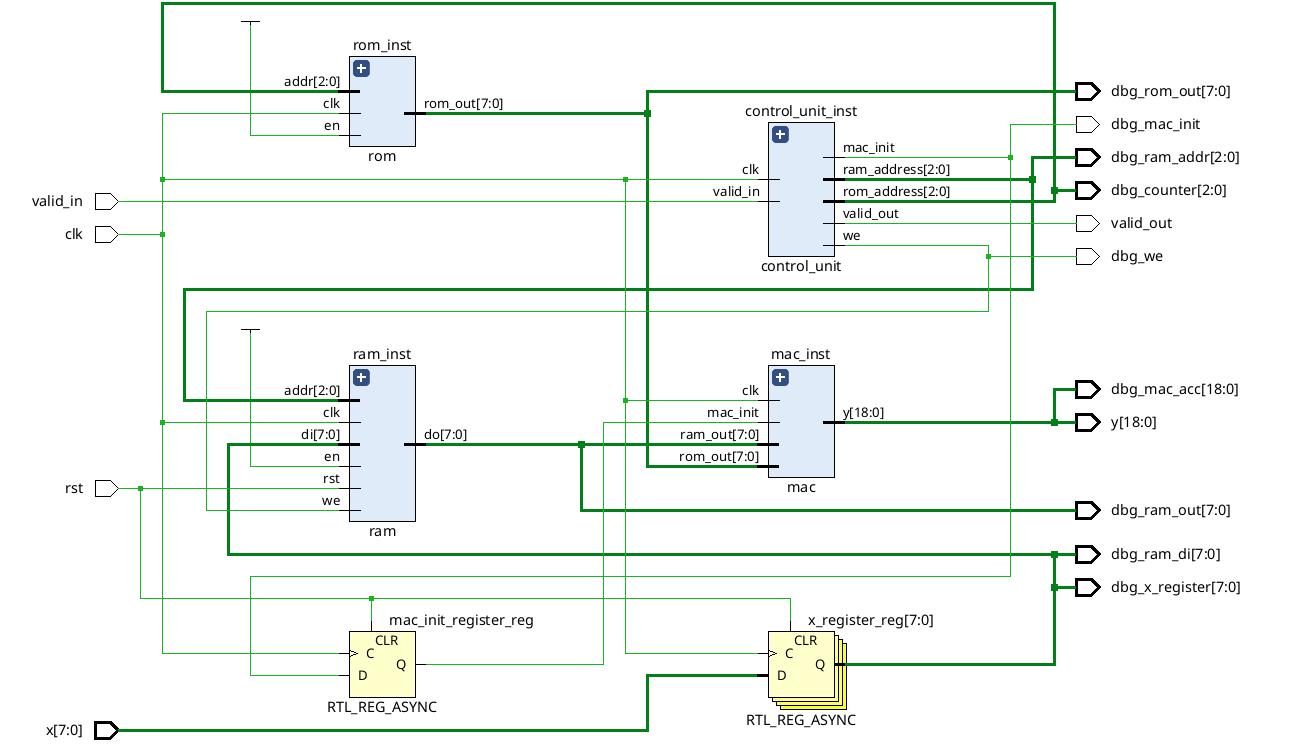 rom_inst
addr[2:0]
clk
en
rom_out[7:0]
rom
control_unit_inst
clk
valid_in
mac_init
ram_address[2:0]
rom_address[2:0]
valid_out
we
control_unit
dbg_rom_out[7:0]
dbg_mac_init
dbg_ram_addr[2:0]
dbg_counter[2:0]
valid_out
dbg_we
valid_in
clk
ram_inst
addr[2:0]
clk
di[7:0]
en
rst
we
do[7:0]
ram
mac_inst
clk
mac_init
ram_out[7:0]
rom_out[7:0]
y[18:0]
mac
dbg_mac_acc[18:0]
y[18:0]
rst
dbg_ram_out[7:0]
dbg_ram_di[7:0]
dbg_x_register[7:0]
mac_init_register_reg
CLR
C
D
Q
RTL_REG_ASYNC
x_register_reg[7:0]
CLR
C
D
Q
RTL_REG_ASYNC
x[7:0]